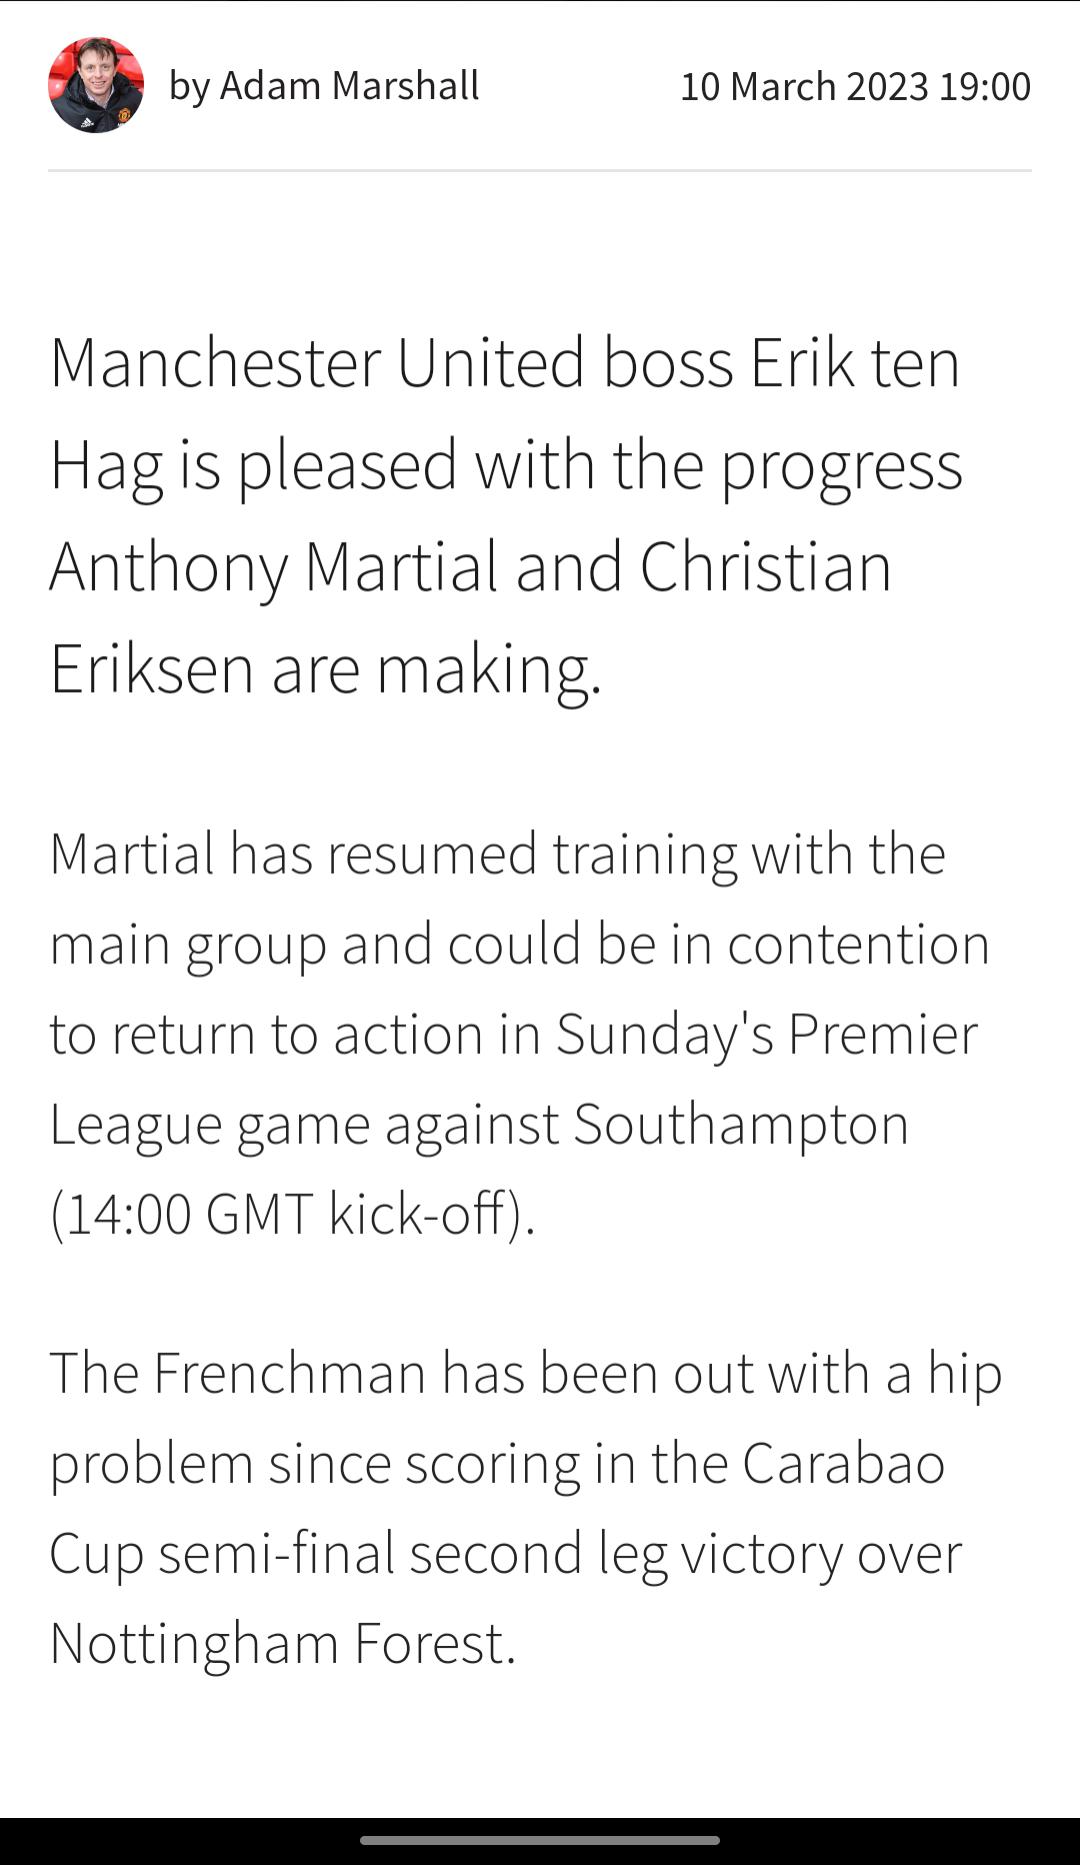 by Adam Marshall 10 March 2023 19:00
Manchester United boss Erik ten
Hag is pleased with the progress
Anthony Martial and Christian
Eriksen are making.
Martial has resumed training with the
main group and could be in contention
to return to action in Sunday's Premier
League game against Southampton
(14:00 GMT kick-off).
The Frenchman has been out with a hip
problem since scoring in the Carabao
Cup semi-final second leg victory over
Nottingham Forest.